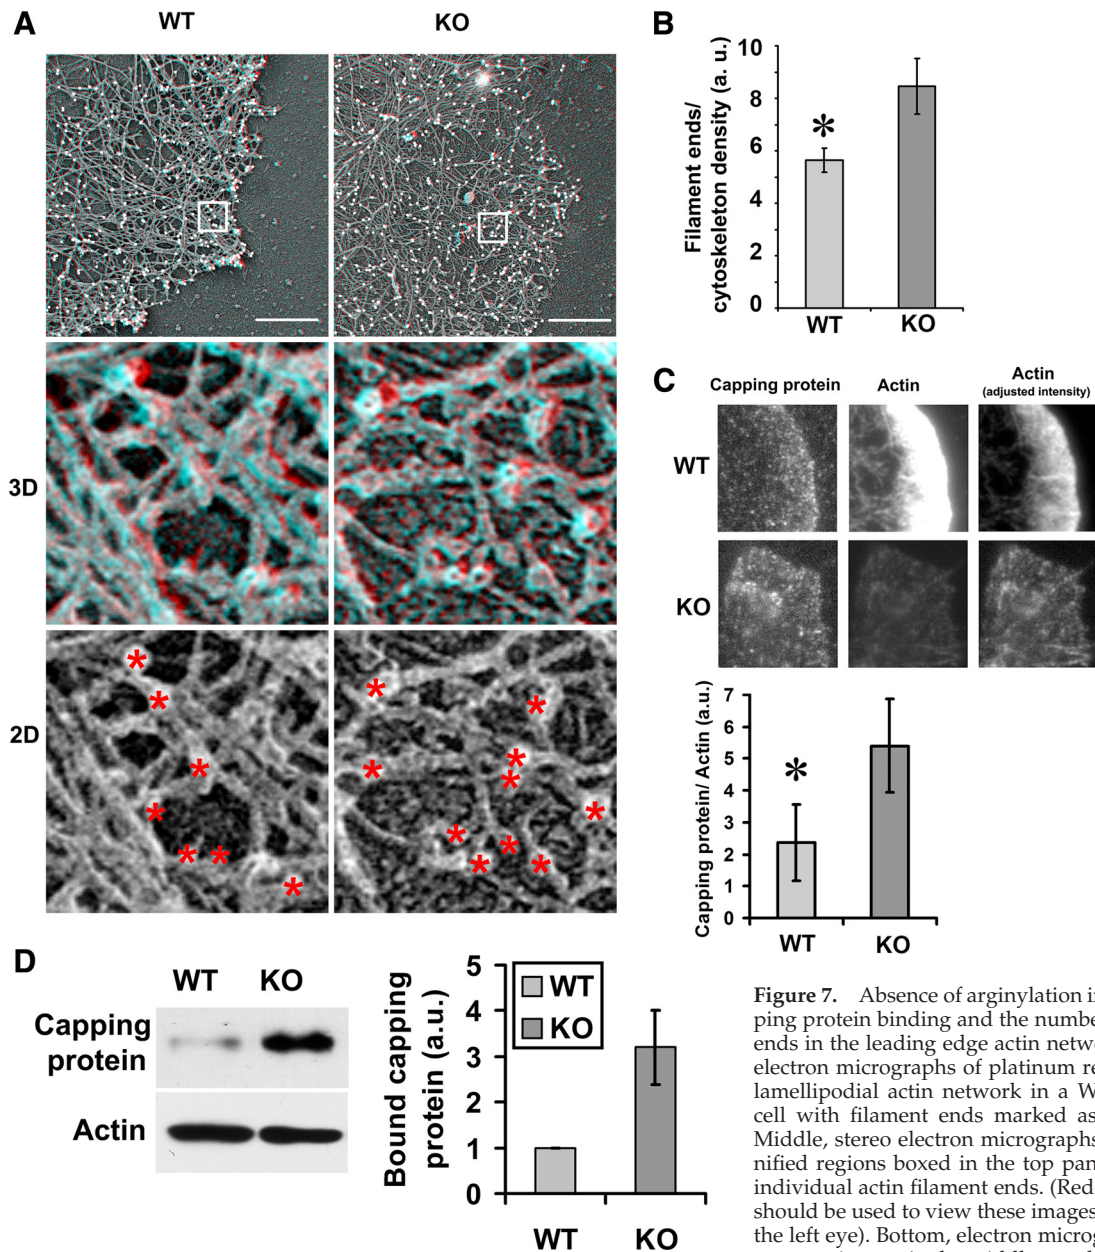 A
WT
KO
3D
2D
* * * * * * *
* * * * * * * * * *
B
Filament ends/
cytoskeleton density (a. u.)
10
8
6
4
2
0
*
WT
KO
C
Capping protein
Actin
Actin
(adjusted intensity)
WT
KO
Capping protein/ Actin (a.u.)
7
6
5
4
3
2
1
0
*
WT
KO
D
WT
KO
Capping
protein
Actin
Bound capping
protein (a.u.)
5
4
3
2
1
0
WT
KO
WT
KO
Figure 7. Absence of arginylation in
ping protein binding and the number
ends in the leading edge actin netwo
electron micrographs of platinum re
lamellipodial actin network in a W
cell with filament ends marked as
Middle, stereo electron micrographs
nified regions boxed in the top pan
individual actin filament ends. (Red
should be used to view these images
the left eye). Bottom, electron microg